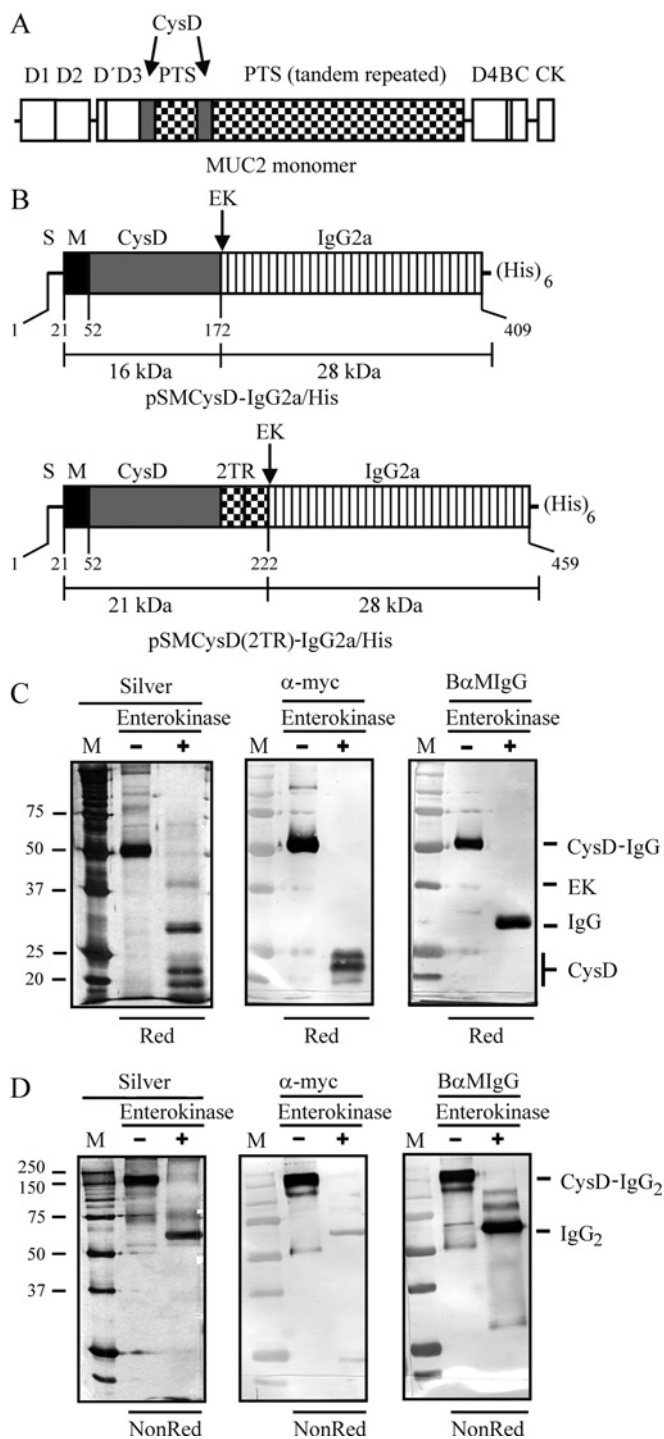 A
CysD
D1 D2 D´D3 PTS PTS (tandem repeated) D4BC CK
MUC2 monomer
B
EK
S M CysD IgG2a
(His)6
1 21 52 172 409
16 kDa 28 kDa
pSMCysD-IgG2a/His
EK
S M CysD 2TR IgG2a
(His)6
1 21 52 222 459
21 kDa 28 kDa
pSMCysD(2TR)-IgG2a/His
C
Silver α-myc BαMIgG
Enterokinase Enterokinase Enterokinase
M - + M - + M - +
75
50 CysD-IgG
37 EK
IgG
25
CysD
20
Red Red Red
D
Silver α-myc BαMIgG
Enterokinase Enterokinase Enterokinase
M - + M - + M - +
250
150 CysD-IgG2
75
IgG2
50
37
NonRed NonRed NonRed